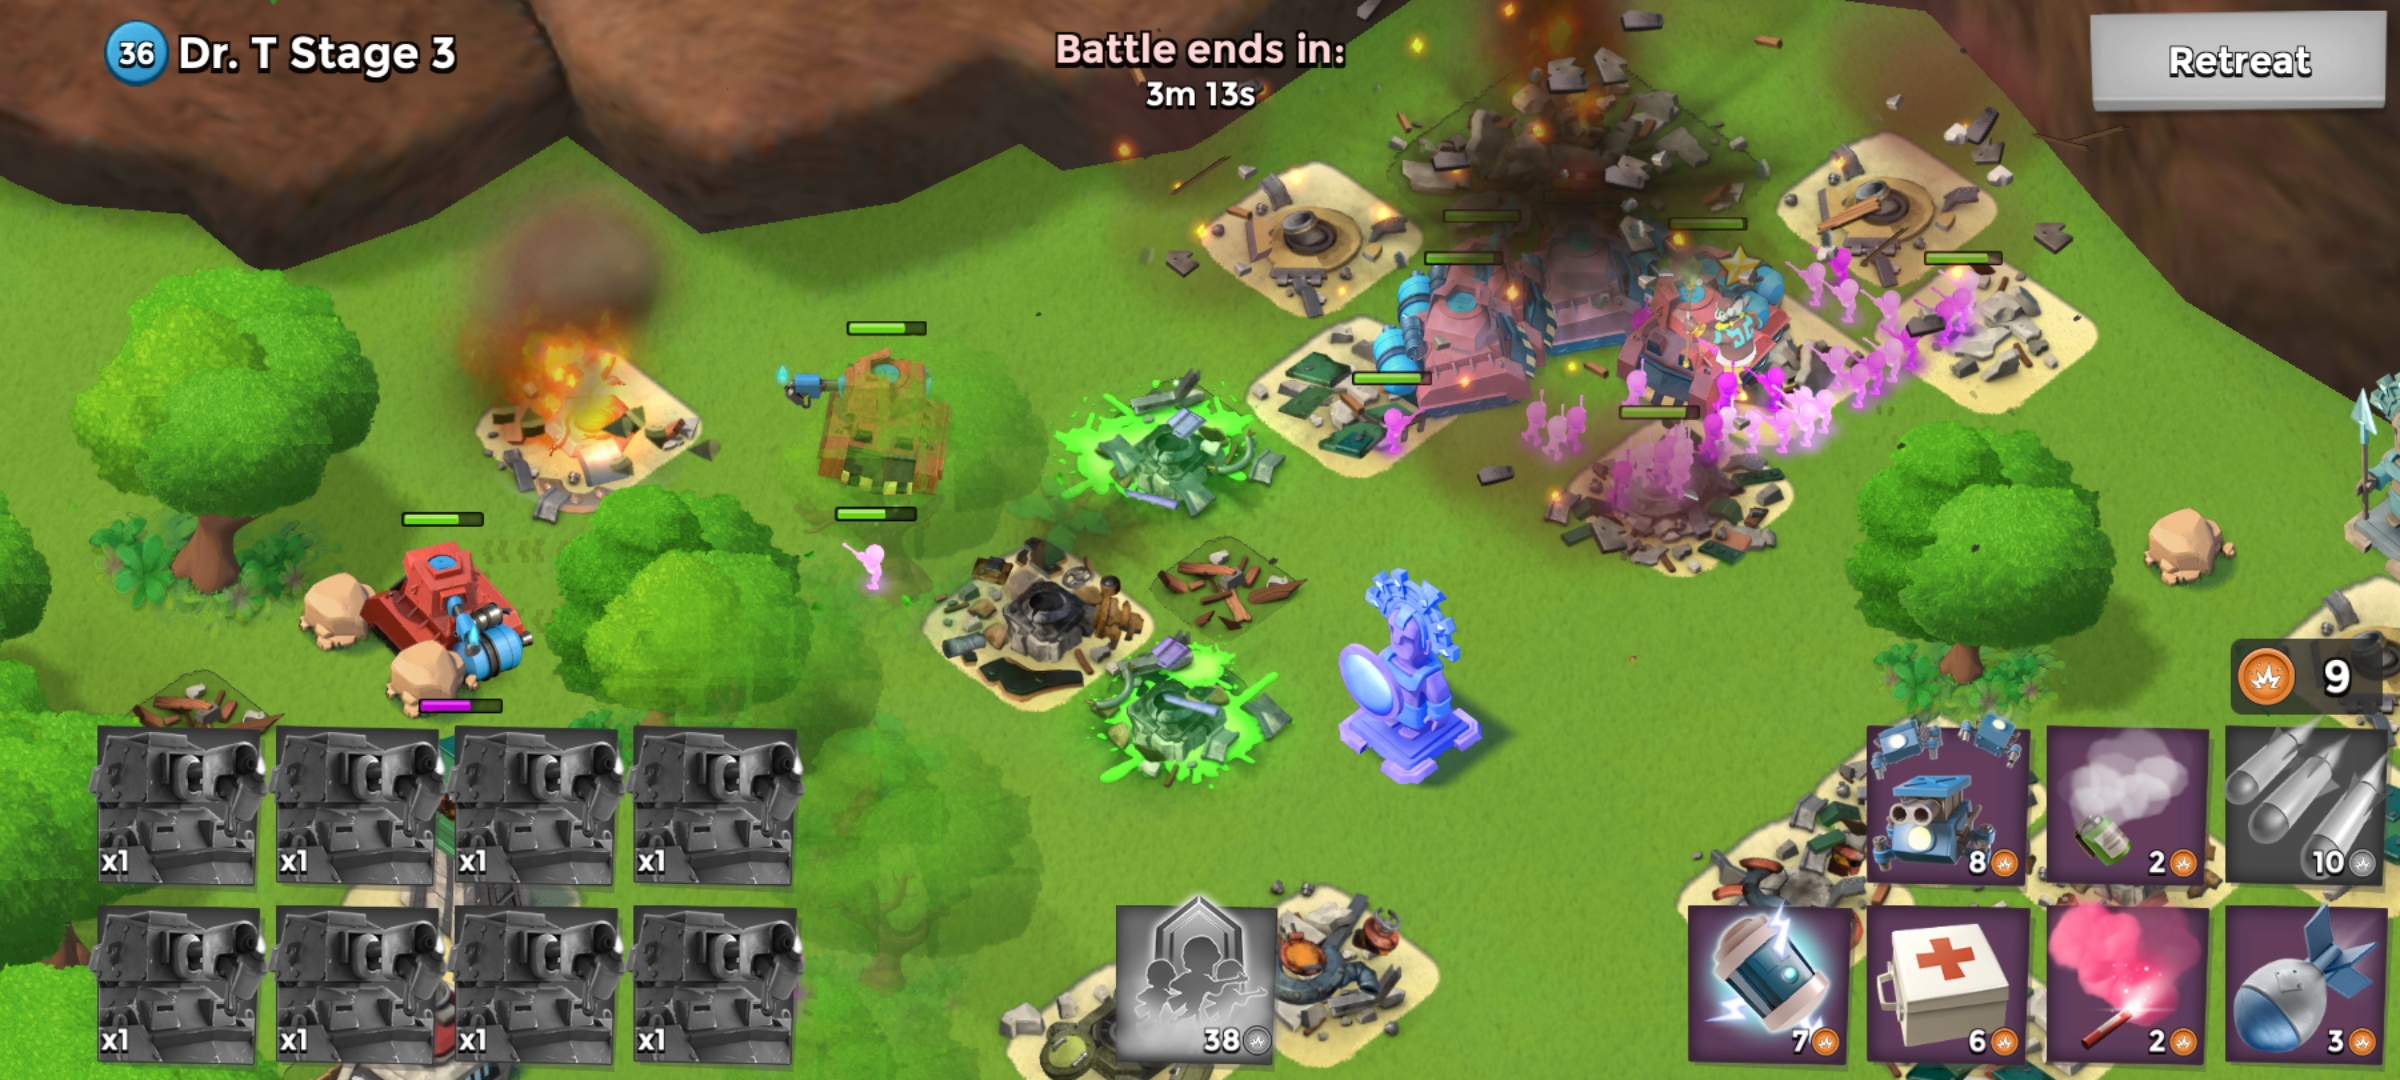 36 Dr. T Stage 3
Battle ends in:
3m 13s
Retreat
9
x1 x1 x1 x1
8 2 10
x1 x1 x1 x1
38
7 6 2 3